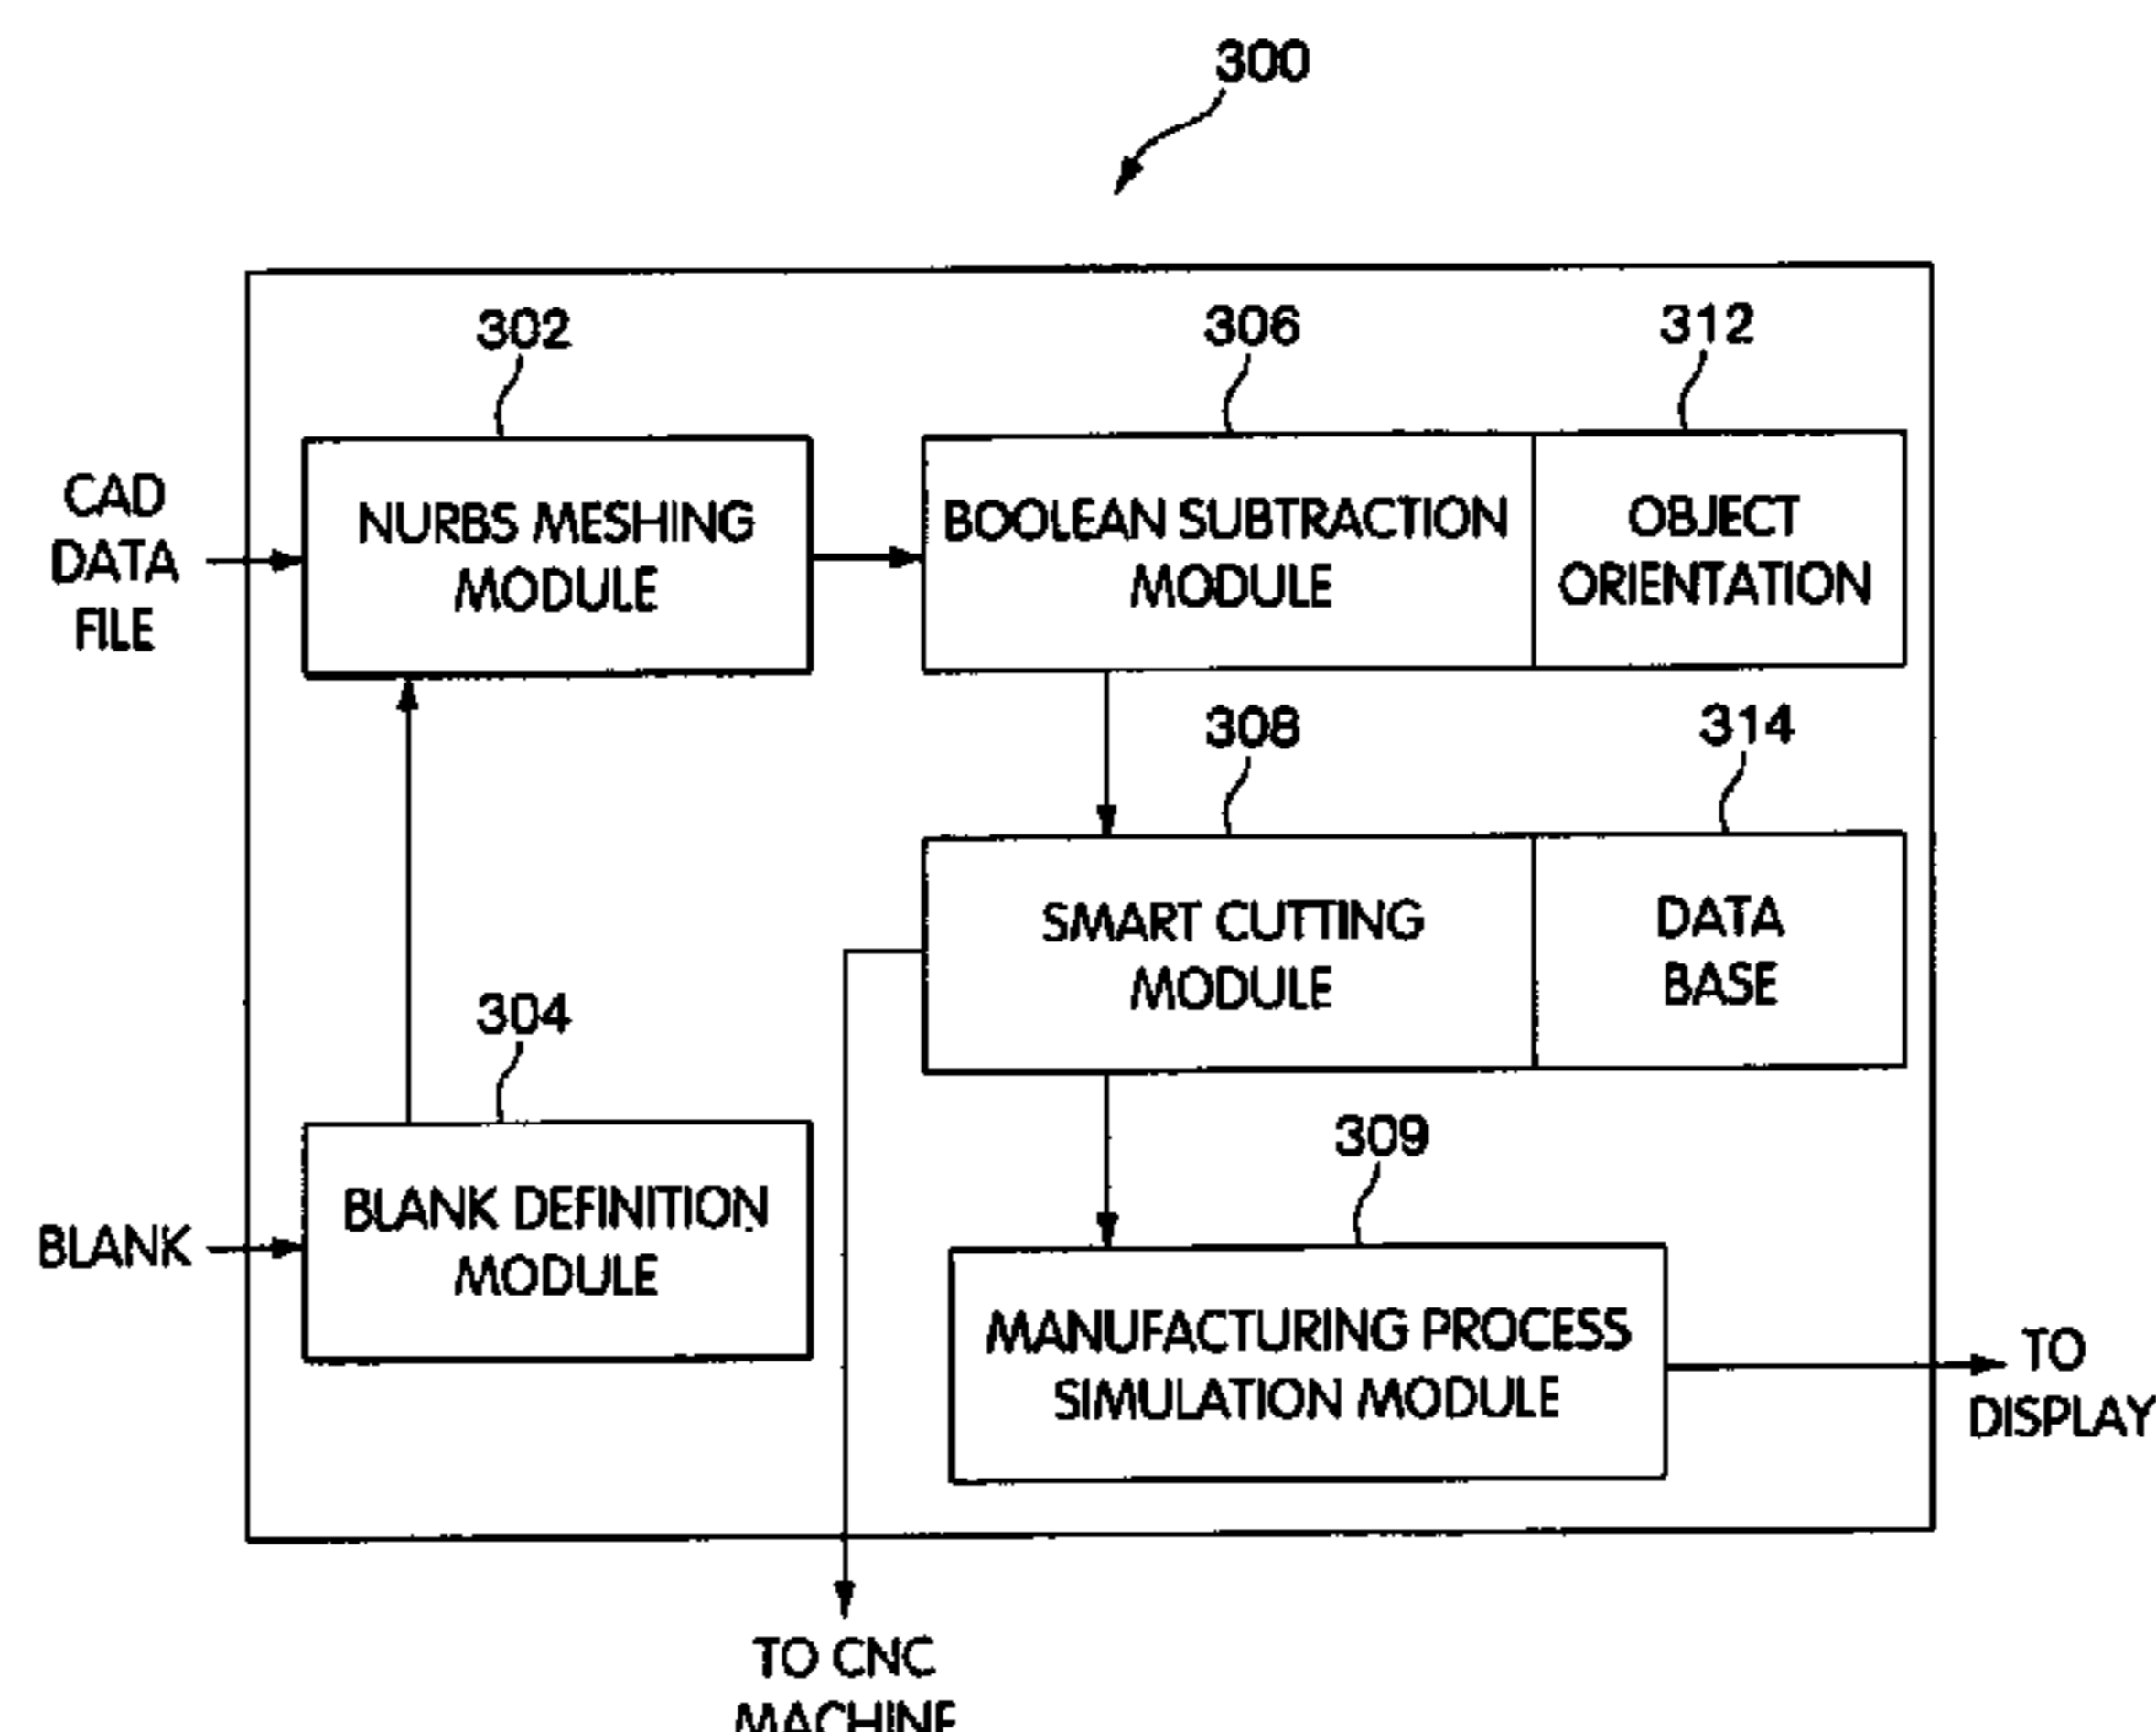 300
302
306
312
CAD
DATA
FILE
NURBS MESHING
MODULE
BOOLEAN SUBTRACTION
MODULE
OBJECT
ORIENTATION
308
314
SMART CUTTING
MODULE
DATA
BASE
304
309
BLANK
BLANK DEFINITION
MODULE
MANUFACTURING PROCESS
SIMULATION MODULE
TO
DISPLAY
TO CNC
MACHINE